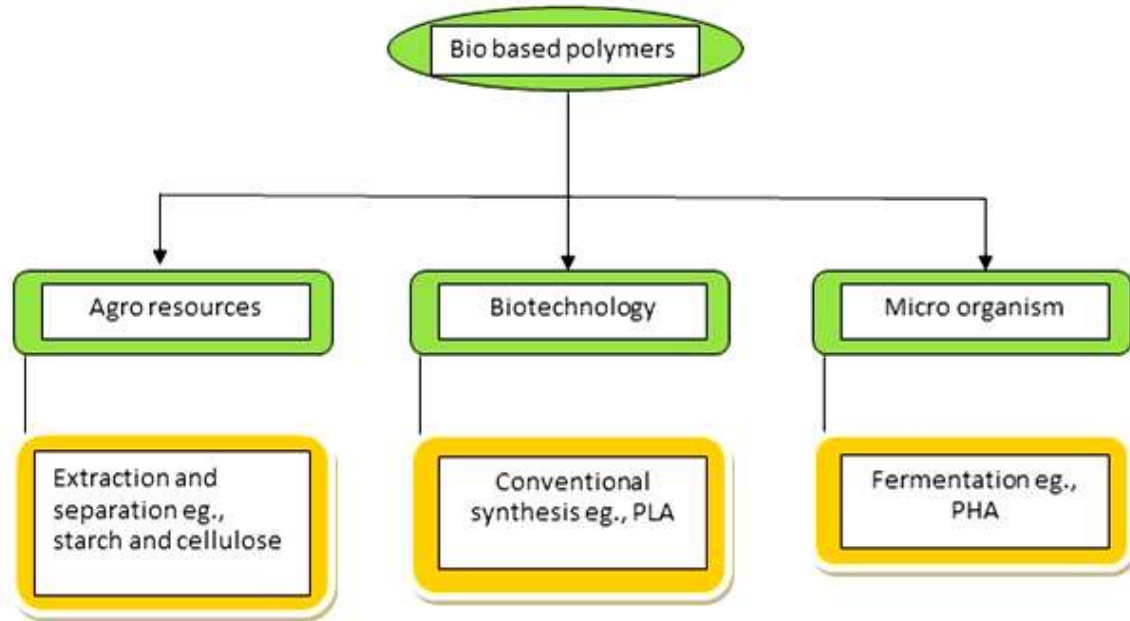 Bio based polymers
Agro resources
Biotechnology
Micro organism
Extraction and
separation eg.,
starch and cellulose
Conventional
synthesis eg., PLA
Fermentation eg.,
PHA